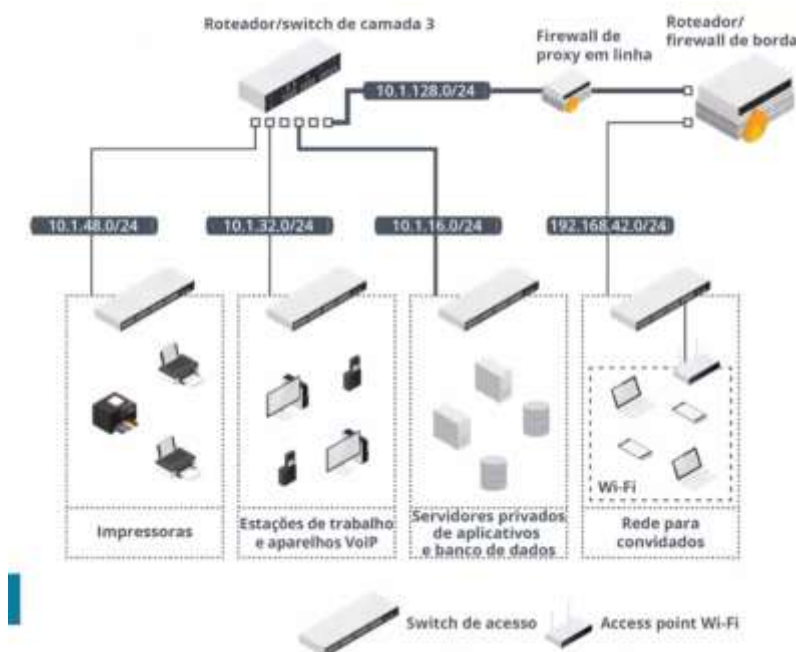 Roteador/switch de camada 3
Firewall de
proxy em linha
Roteador/
firewall de borda
10.1.128.0/24
10.1.48.0/24
10.1.32.0/24
10.1.16.0/24
192.168.42.0/24
Wi-Fi
Impressoras
Estações de trabalho
e aparelhos VoIP
Servidores privados
de aplicativos
e banco de dados
Rede para
convidados
Switch de acesso
Access point Wi-Fi